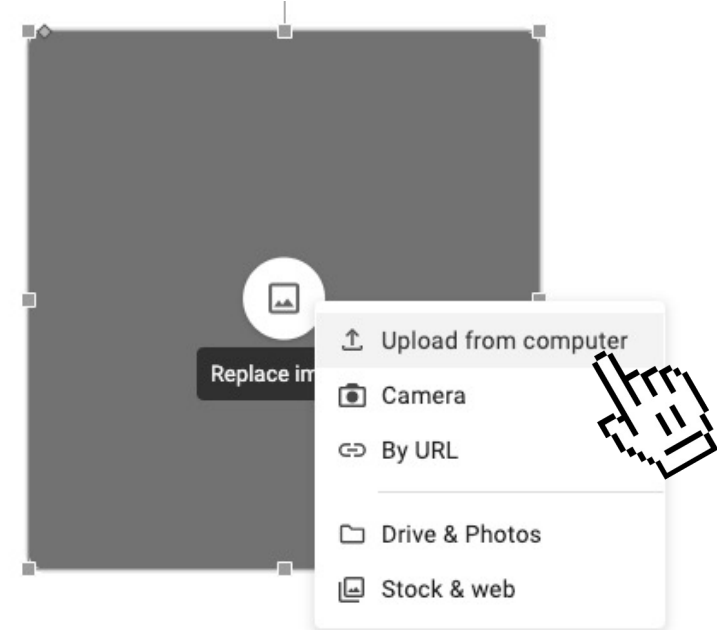 Replace im
Upload from computer
Camera
By URL
Drive & Photos
Stock & web